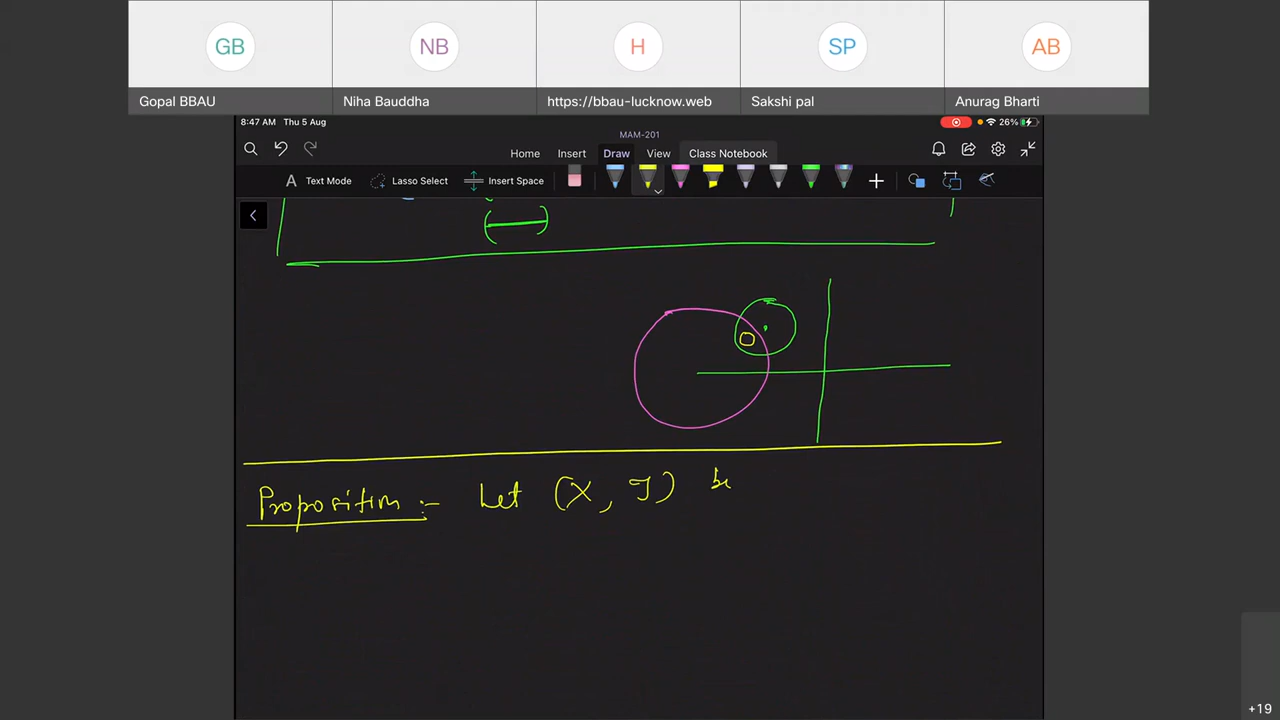 GB NB H SP AB
Gopal BBAU Niha Bauddha https://bbau-lucknow.web Sakshi pal Anurag Bharti
8:47 AM Thu 5 Aug 26%
MAM-201
Home Insert Draw View Class Notebook
A Text Mode Lasso Select Insert Space
Proposition :- Let (X, J) be
+19